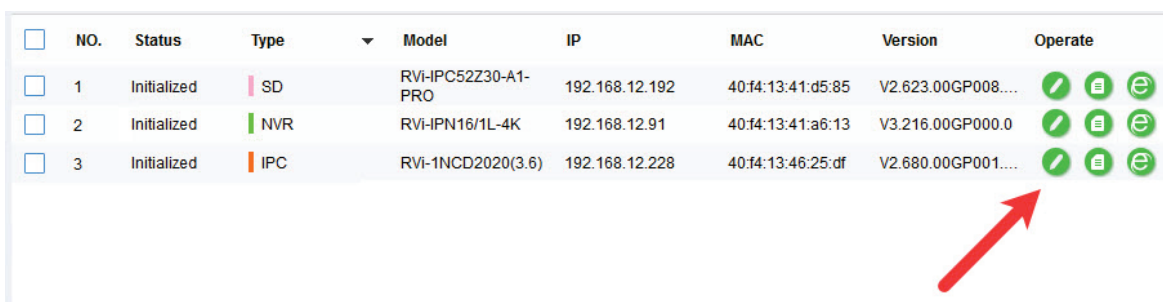 NO. Status Type Model IP MAC Version Operate
1 Initialized SD RVi-IPC52Z30-A1-PRO 192.168.12.192 40:f4:13:41:d5:85 V2.623.00GP008....
2 Initialized NVR RVi-IPN16/1L-4K 192.168.12.91 40:f4:13:41:a6:13 V3.216.00GP000.0
3 Initialized IPC RVi-1NCD2020(3.6) 192.168.12.228 40:f4:13:46:25:df V2.680.00GP001....